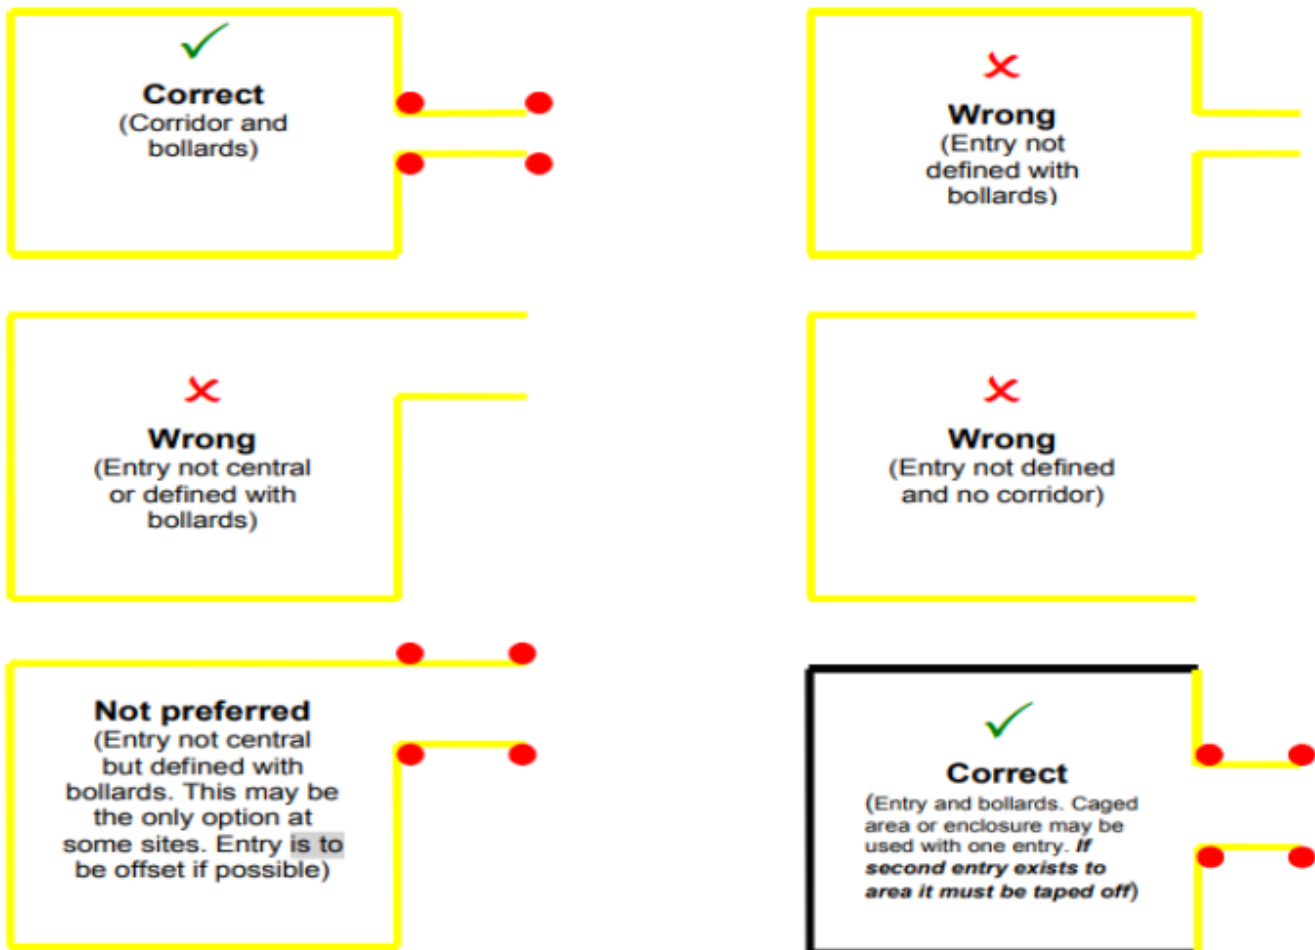 Correct
(Corridor and
bollards)
Wrong
(Entry not
defined with
bollards)
Wrong
(Entry not central
or defined with
bollards)
Wrong
(Entry not defined
and no corridor)
Not preferred
(Entry not central
but defined with
bollards. This may be
the only option at
some sites. Entry is to
be offset if possible)
Correct
(Entry and bollards. Caged
area or enclosure may be
used with one entry. If
second entry exists to
area it must be taped off)